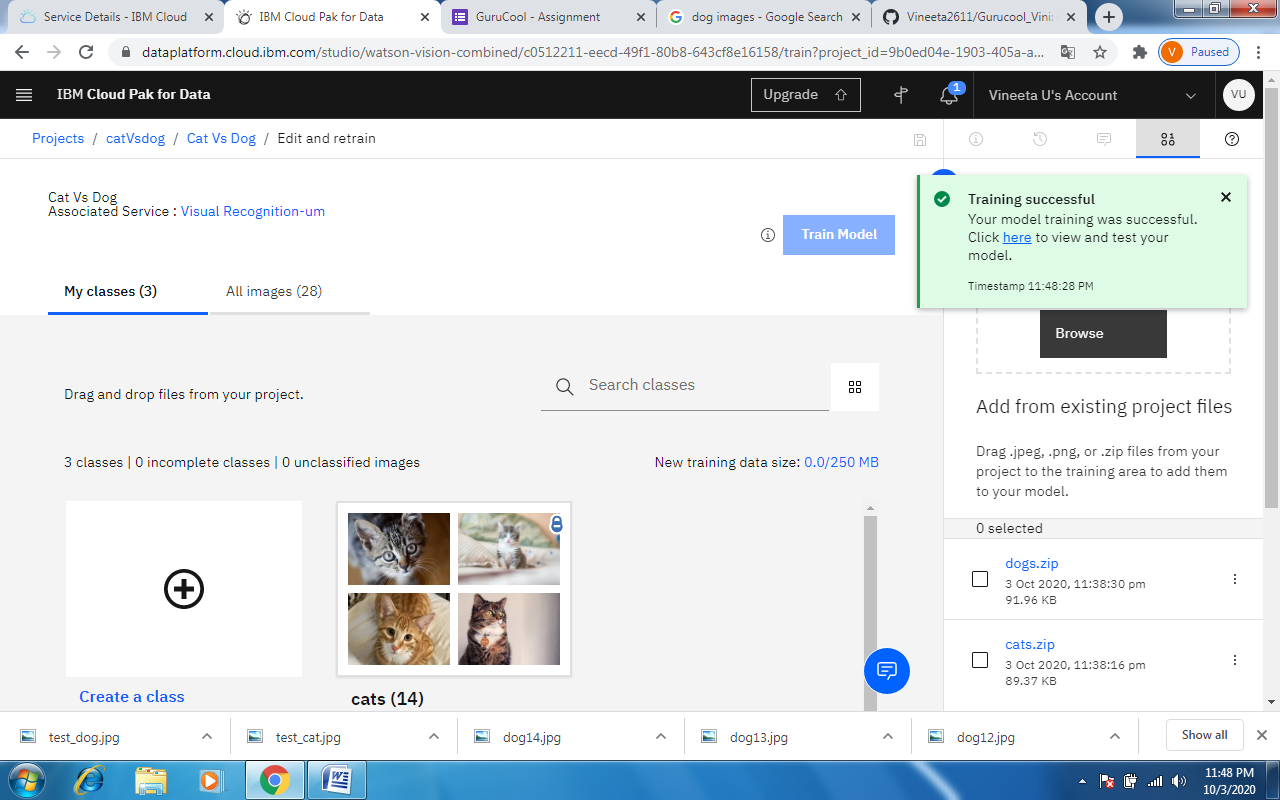 Service Details - IBM Cloud
IBM Cloud Pak for Data
GuruCool - Assignment
dog images - Google Search
Vineeta2611/Gurucool_Vini
dataplatform.cloud.ibm.com/studio/watson-vision-combined/c0512211-eecd-49f1-80b8-643cf8e16158/train?project_id=9b0ed04e-1903-405a-a...
V Paused
IBM Cloud Pak for Data
Upgrade
1
Vineeta U's Account
VU
Projects / catVsdog / Cat Vs Dog / Edit and retrain
Cat Vs Dog
Associated Service : Visual Recognition-um
Train Model
Training successful
Your model training was successful.
Click here to view and test your
model.
Timestamp 11:48:28 PM
My classes (3)
All images (28)
Browse
Drag and drop files from your project.
Search classes
Add from existing project files
Drag .jpeg, .png, or .zip files from your
project to the training area to add them
to your model.
3 classes | 0 incomplete classes | 0 unclassified images
New training data size: 0.0/250 MB
0 selected
dogs.zip
3 Oct 2020, 11:38:30 pm
91.96 KB
cats.zip
3 Oct 2020, 11:38:16 pm
89.37 KB
Create a class
cats (14)
test_dog.jpg
test_cat.jpg
dog14.jpg
dog13.jpg
dog12.jpg
Show all
11:48 PM
10/3/2020